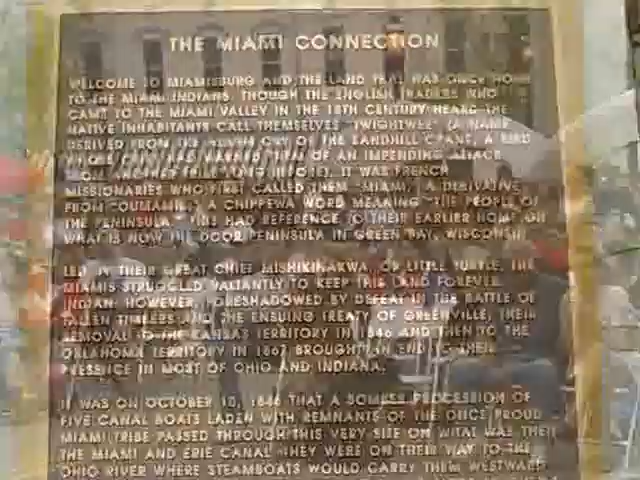 THE MIAMI CONNECTION
WELCOME TO MIAMISBURG AND THE LAND THAT WAS ONCE HOME
TO THE MIAMI INDIANS. THOUGH THE ENGLISH TRADERS WHO
CAME TO THE MIAMI VALLEY IN THE 18TH CENTURY HEARD THE
NATIVE INHABITANTS CALL THEMSELVES "TWIGHTWEE" (A NAME
DERIVED FROM THE CRY OF THE SANDHILL CRANE, A BIRD
OF AN IMPENDING ATTACK
FROM IT WAS FRENCH
MISSIONARIES WHO FIRST CALLED THEM "MIAMI," A DERIVATIVE
FROM "OUMAMIK," A CHIPPEWA WORD MEANING "THE PEOPLE OF
THE PENINSULA." THIS HAD REFERENCE TO THEIR EARLIER HOME ON
WHAT IS NOW THE DOOR PENINSULA IN GREEN BAY, WISCONSIN.
LED BY THEIR GREAT CHIEF MISHIKINAKWA, OR LITTLE TURTLE, THE
MIAMIS STRUGGLED VALIANTLY TO KEEP THIS LAND FOREVER
INDIAN. HOWEVER, FORESHADOWED BY DEFEAT IN THE BATTLE OF
FALLEN TIMBERS AND THE ENSUING TREATY OF GREENVILLE, THEIR
REMOVAL TO THE KANSAS TERRITORY IN 1846 AND THEN TO THE
OKLAHOMA TERRITORY IN 1867 BROUGHT AN END TO THEIR
PRESENCE IN MOST OF OHIO AND INDIANA.
IT WAS ON OCTOBER 10, 1846 THAT A SOMBER PROCESSION OF
FIVE CANAL BOATS LADEN WITH REMNANTS OF THE ONCE PROUD
MIAMI TRIBE PASSED THROUGH THIS VERY SITE ON WHAT WAS THEN
THE MIAMI AND ERIE CANAL. THEY WERE ON THEIR WAY TO THE
OHIO RIVER WHERE STEAMBOATS WOULD CARRY THEM WESTWARD